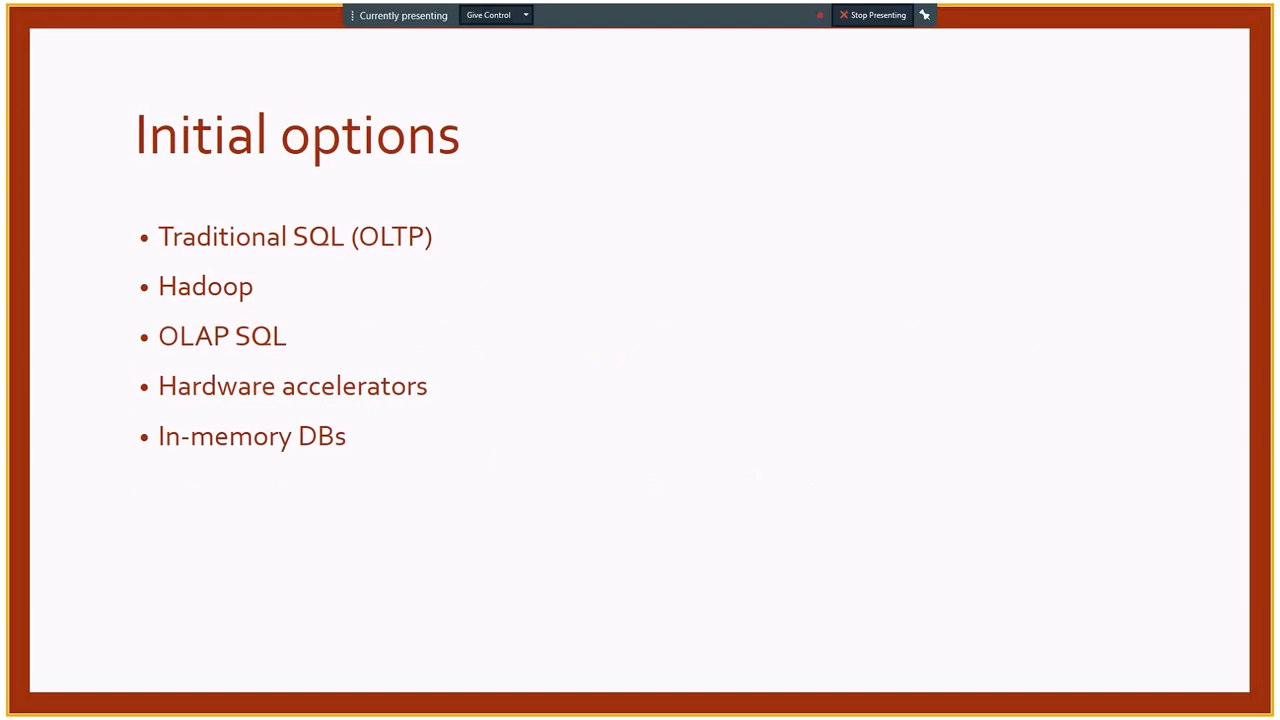 Currently presenting
Give Control
Stop Presenting
Initial options
• Traditional SQL (OLTP)
• Hadoop
• OLAP SQL
• Hardware accelerators
• In-memory DBs